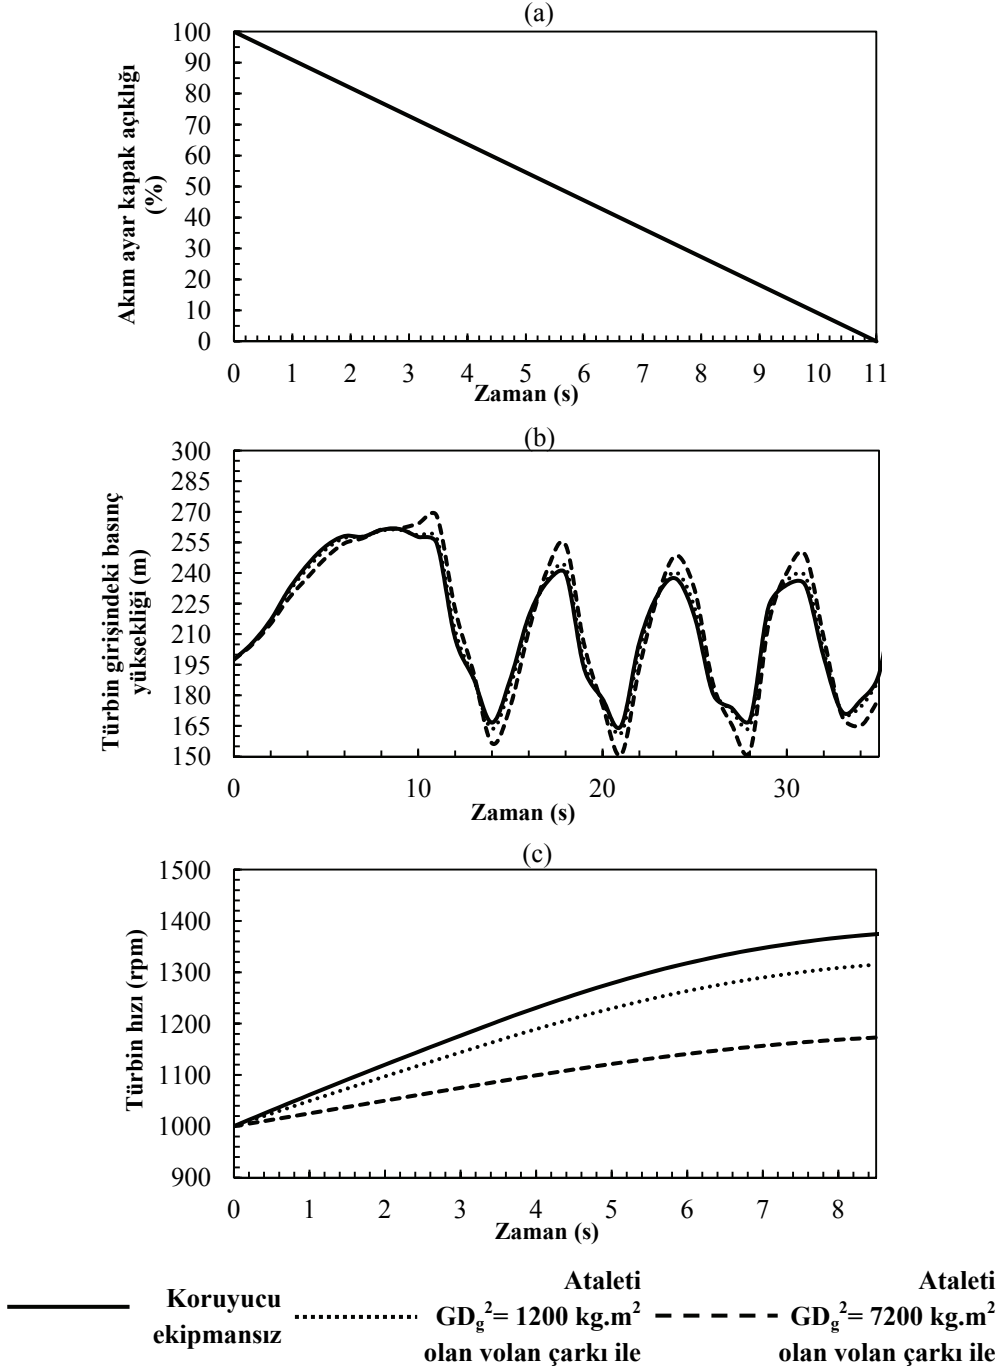 (a)
Akım ayar kapak açıklığı
(%)
100
90
80
70
60
50
40
30
20
10
0
0 1 2 3 4 5 6 7 8 9 10 11
Zaman (s)
(b)
Türbin girişindeki basınç
yüksekliği (m)
300
285
270
255
240
225
210
195
180
165
150
0 10 20 30
Zaman (s)
(c)
Türbin hızı (rpm)
1500
1400
1300
1200
1100
1000
900
0 1 2 3 4 5 6 7 8
Zaman (s)
Koruyucu
ekipmansız
Ataleti
GDg²= 1200 kg.m²
olan volan çarkı ile
Ataleti
GDg²= 7200 kg.m²
olan volan çarkı ile